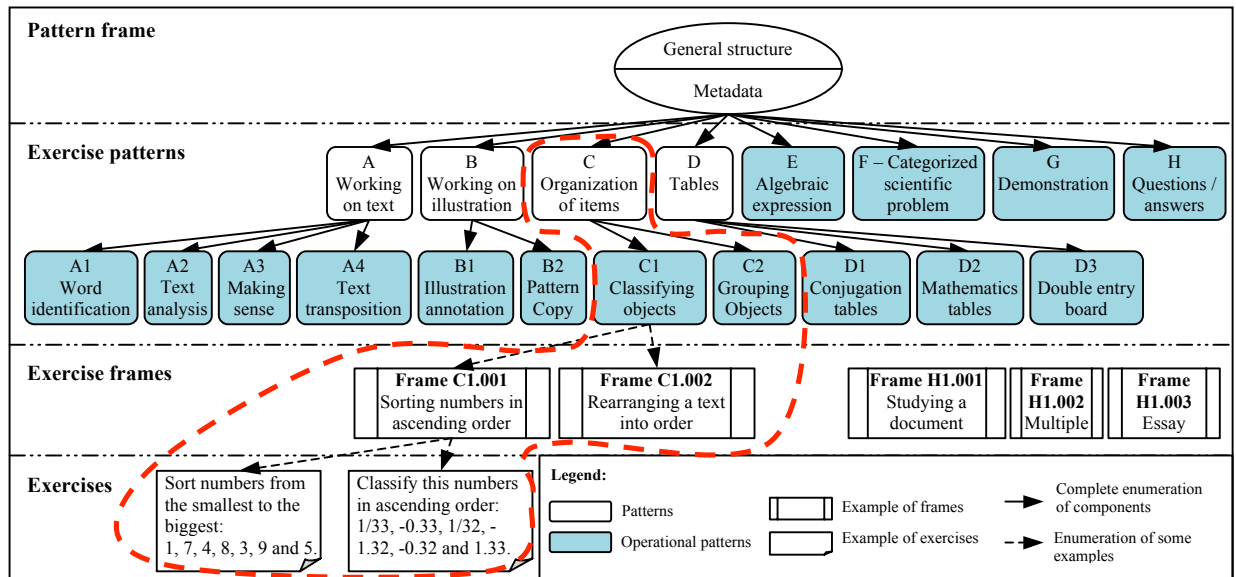 Pattern frame
General structure
Metadata
Exercise patterns
A
Working
on text
B
Working on
illustration
C
Organization
of items
D
Tables
E
Algebraic
expression
F – Categorized
scientific
problem
G
Demonstration
H
Questions /
answers
A1
Word
identification
A2
Text
analysis
A3
Making
sense
A4
Text
transposition
B1
Illustration
annotation
B2
Pattern
Copy
C1
Classifying
objects
C2
Grouping
Objects
D1
Conjugation
tables
D2
Mathematics
tables
D3
Double entry
board
Exercise frames
Frame C1.001
Sorting numbers in
ascending order
Frame C1.002
Rearranging a text
into order
Frame H1.001
Studying a
document
Frame
H1.002
Multiple
Frame
H1.003
Essay
Exercises
Sort numbers from
the smallest to the
biggest:
1, 7, 4, 8, 3, 9 and 5.
Classify this numbers
in ascending order:
1/33, -0.33, 1/32, -
1.32, -0.32 and 1.33.
Legend:
Patterns
Operational patterns
Example of frames
Example of exercises
Complete enumeration
of components
Enumeration of some
examples